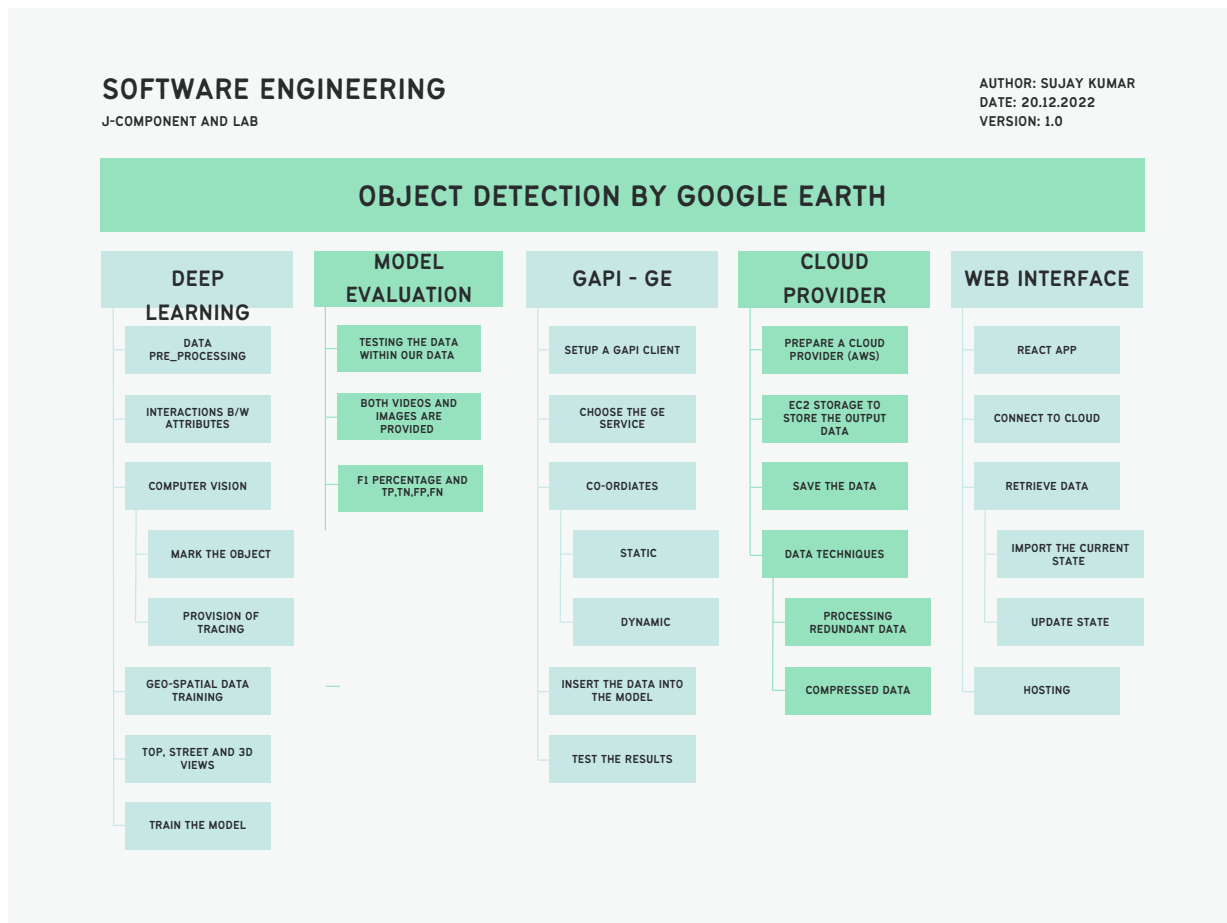 SOFTWARE ENGINEERING
J-COMPONENT AND LAB
AUTHOR: SUJAY KUMAR
DATE: 20.12.2022
VERSION: 1.0
OBJECT DETECTION BY GOOGLE EARTH
DEEP
LEARNING
DATA
PRE_PROCESSING
INTERACTIONS B/W
ATTRIBUTES
COMPUTER VISION
MARK THE OBJECT
PROVISION OF
TRACING
GEO-SPATIAL DATA
TRAINING
TOP, STREET AND 3D
VIEWS
TRAIN THE MODEL
MODEL
EVALUATION
TESTING THE DATA
WITHIN OUR DATA
BOTH VIDEOS AND
IMAGES ARE
PROVIDED
F1 PERCENTAGE AND
TP,TN,FP,FN
GAPI - GE
SETUP A GAPI CLIENT
CHOOSE THE GE
SERVICE
CO-ORDIATES
STATIC
DYNAMIC
INSERT THE DATA INTO
THE MODEL
TEST THE RESULTS
CLOUD
PROVIDER
PREPARE A CLOUD
PROVIDER (AWS)
EC2 STORAGE TO
STORE THE OUTPUT
DATA
SAVE THE DATA
DATA TECHNIQUES
PROCESSING
REDUNDANT DATA
COMPRESSED DATA
WEB INTERFACE
REACT APP
CONNECT TO CLOUD
RETRIEVE DATA
IMPORT THE CURRENT
STATE
UPDATE STATE
HOSTING